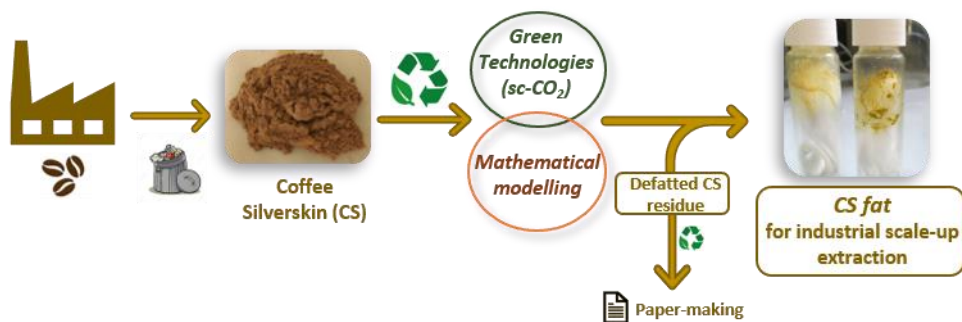 Coffee
Silverskin (CS)
Green
Technologies
(sc-CO₂)
Mathematical
modelling
Defatted CS
residue
Paper-making
CS fat
for industrial scale-up
extraction